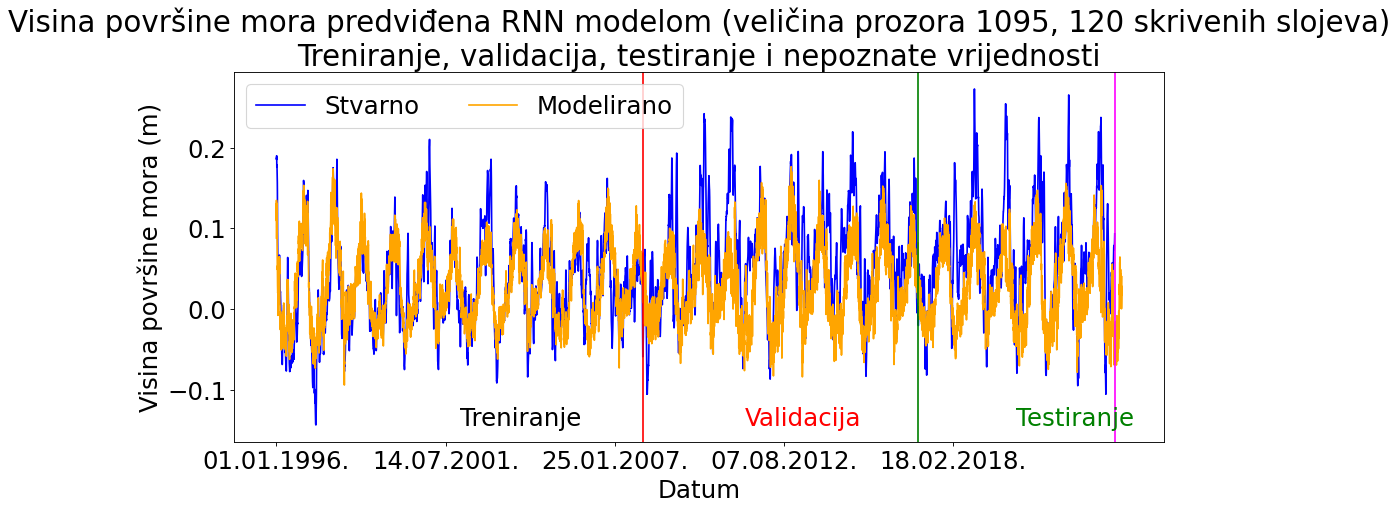 Visina površine mora predviđena RNN modelom (veličina prozora 1095, 120 skrivenih slojeva)
Treniranje, validacija, testiranje i nepoznate vrijednosti
Stvarno Modelirano
Visina površine mora (m)
0.2
0.1
0.0
−0.1
Treniranje Validacija Testiranje
01.01.1996. 14.07.2001. 25.01.2007. 07.08.2012. 18.02.2018.
Datum